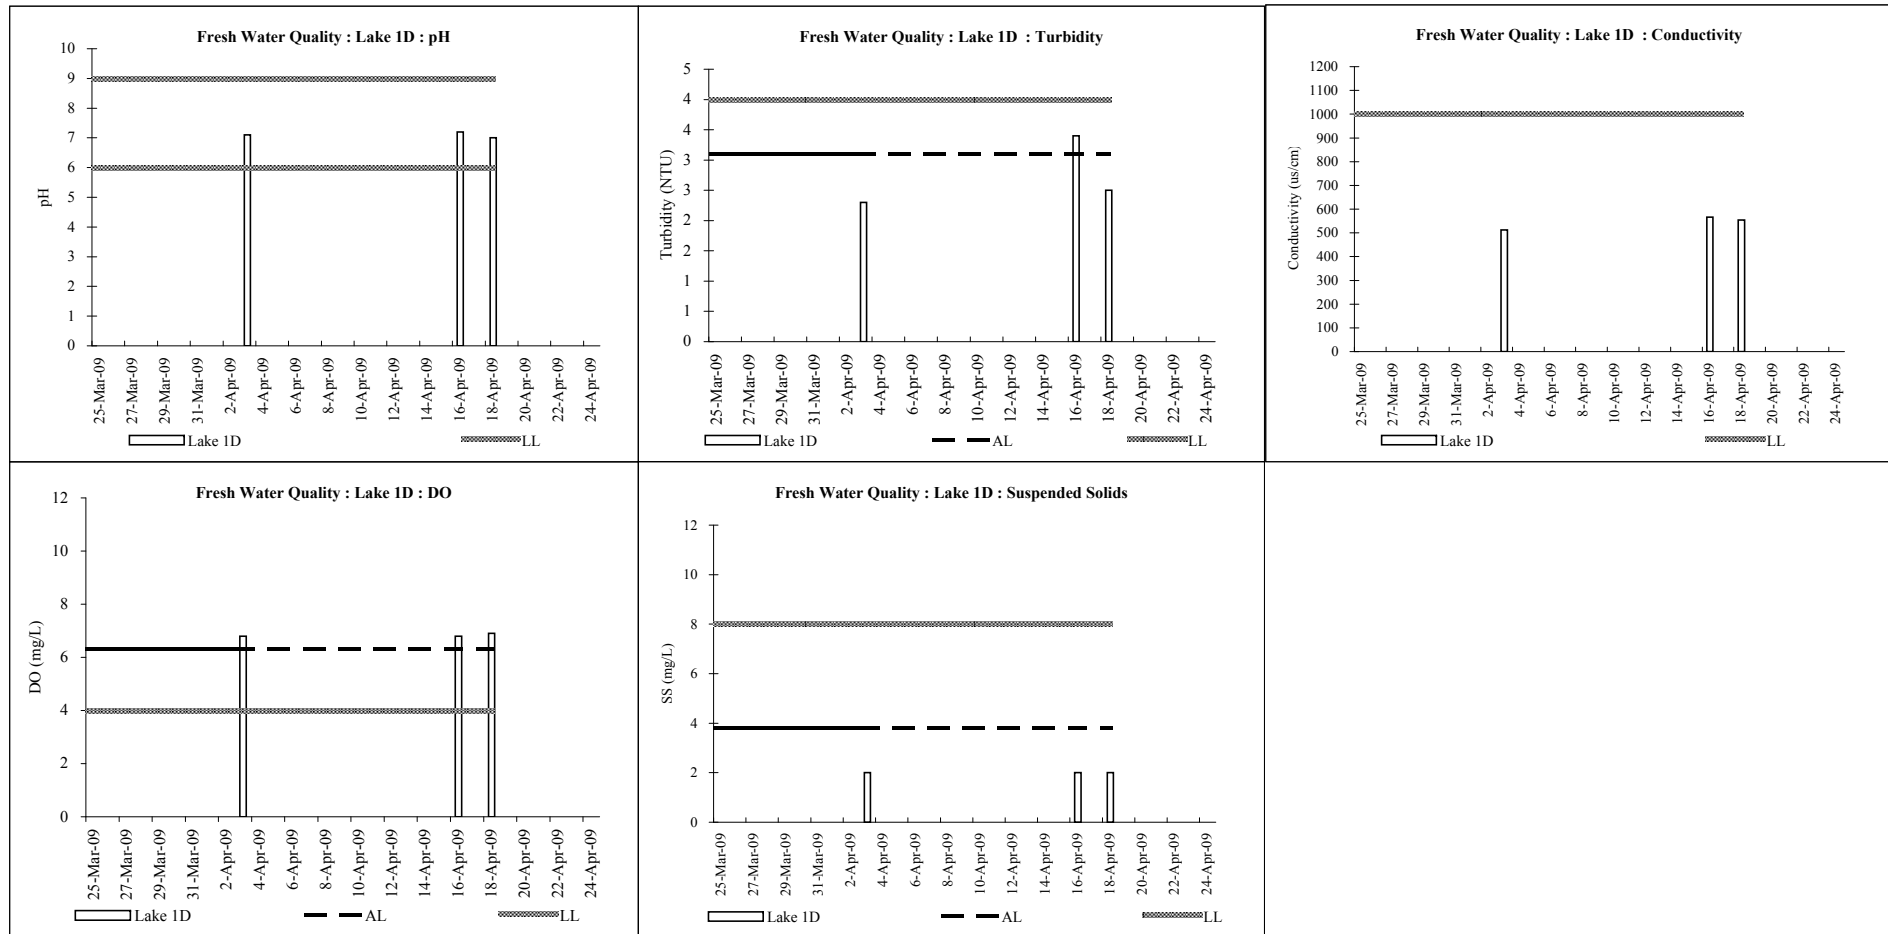 Fresh Water Quality : Lake 1D : pH
10
9
8
7
6
5
4
3
2
1
0
pH
25-Mar-09
27-Mar-09
29-Mar-09
31-Mar-09
2-Apr-09
4-Apr-09
6-Apr-09
8-Apr-09
10-Apr-09
12-Apr-09
14-Apr-09
16-Apr-09
18-Apr-09
20-Apr-09
22-Apr-09
24-Apr-09
Lake 1D LL
Fresh Water Quality : Lake 1D : Turbidity
5
4
4
3
3
2
2
1
1
0
Turbidity (NTU)
25-Mar-09
27-Mar-09
29-Mar-09
31-Mar-09
2-Apr-09
4-Apr-09
6-Apr-09
8-Apr-09
10-Apr-09
12-Apr-09
14-Apr-09
16-Apr-09
18-Apr-09
20-Apr-09
22-Apr-09
24-Apr-09
Lake 1D AL LL
Fresh Water Quality : Lake 1D : Conductivity
1200
1100
1000
900
800
700
600
500
400
300
200
100
0
Conductivity (us/cm)
25-Mar-09
27-Mar-09
29-Mar-09
31-Mar-09
2-Apr-09
4-Apr-09
6-Apr-09
8-Apr-09
10-Apr-09
12-Apr-09
14-Apr-09
16-Apr-09
18-Apr-09
20-Apr-09
22-Apr-09
24-Apr-09
Lake 1D LL
Fresh Water Quality : Lake 1D : DO
12
10
8
6
4
2
0
DO (mg/L)
25-Mar-09
27-Mar-09
29-Mar-09
31-Mar-09
2-Apr-09
4-Apr-09
6-Apr-09
8-Apr-09
10-Apr-09
12-Apr-09
14-Apr-09
16-Apr-09
18-Apr-09
20-Apr-09
22-Apr-09
24-Apr-09
Lake 1D AL LL
Fresh Water Quality : Lake 1D : Suspended Solids
12
10
8
6
4
2
0
SS (mg/L)
25-Mar-09
27-Mar-09
29-Mar-09
31-Mar-09
2-Apr-09
4-Apr-09
6-Apr-09
8-Apr-09
10-Apr-09
12-Apr-09
14-Apr-09
16-Apr-09
18-Apr-09
20-Apr-09
22-Apr-09
24-Apr-09
Lake 1D AL LL